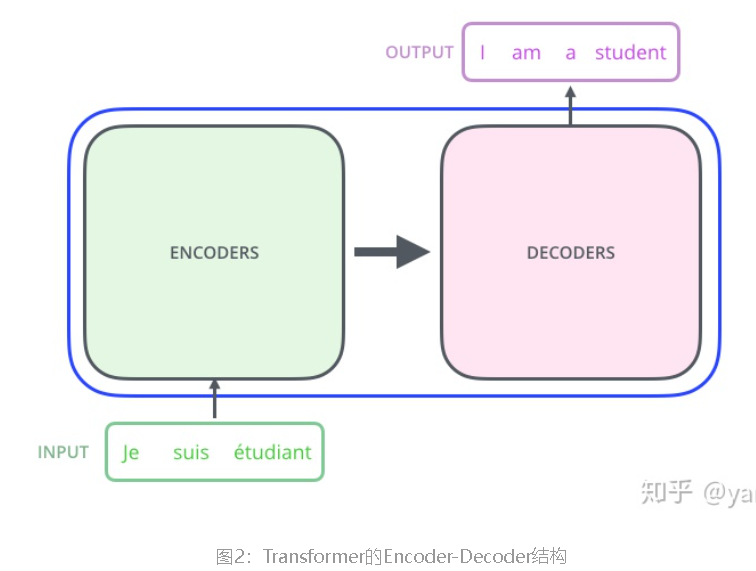 OUTPUT I am a student
ENCODERS DECODERS
INPUT Je suis étudiant
知乎
图2：Transformer的Encoder-Decoder结构